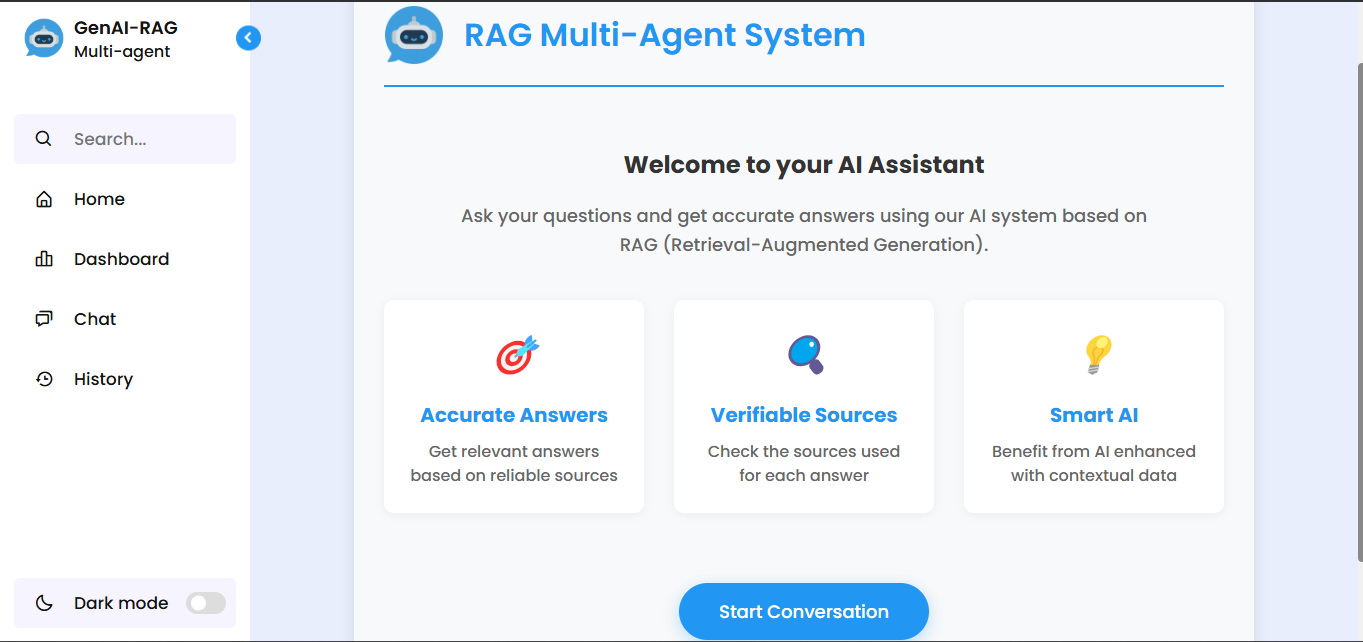 GenAI-RAG
Multi-agent
Search...
Home
Dashboard
Chat
History
Dark mode
RAG Multi-Agent System
Welcome to your AI Assistant
Ask your questions and get accurate answers using our AI system based on
RAG (Retrieval-Augmented Generation).
Accurate Answers
Get relevant answers
based on reliable sources
Verifiable Sources
Check the sources used
for each answer
Smart AI
Benefit from AI enhanced
with contextual data
Start Conversation